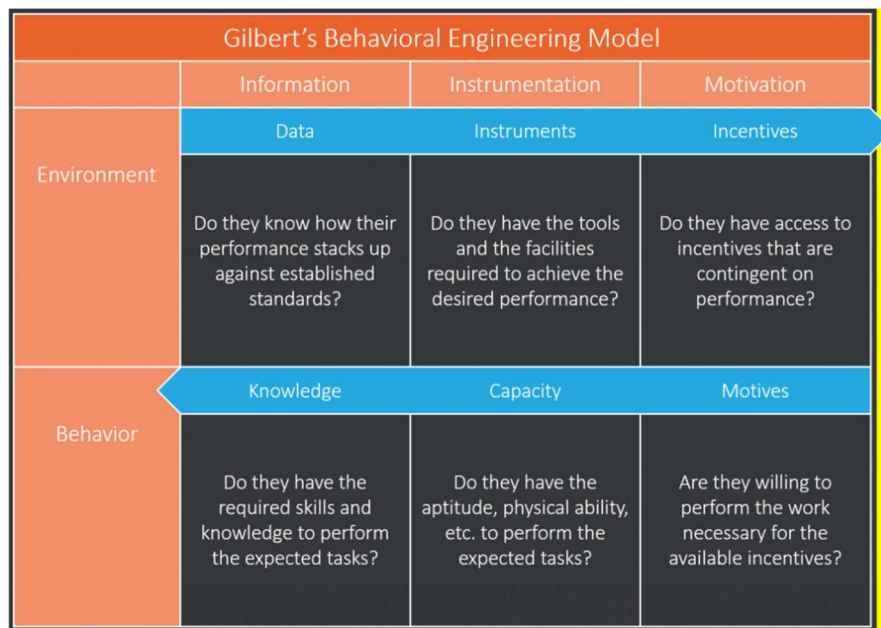 Gilbert's Behavioral Engineering Model
Information Instrumentation Motivation
Environment
Data Instruments Incentives
Do they know how their
performance stacks up
against established
standards?
Do they have the tools
and the facilities
required to achieve the
desired performance?
Do they have access to
incentives that are
contingent on
performance?
Behavior
Knowledge Capacity Motives
Do they have the
required skills and
knowledge to perform
the expected tasks?
Do they have the
aptitude, physical ability,
etc. to perform the
expected tasks?
Are they willing to
perform the work
necessary for the
available incentives?